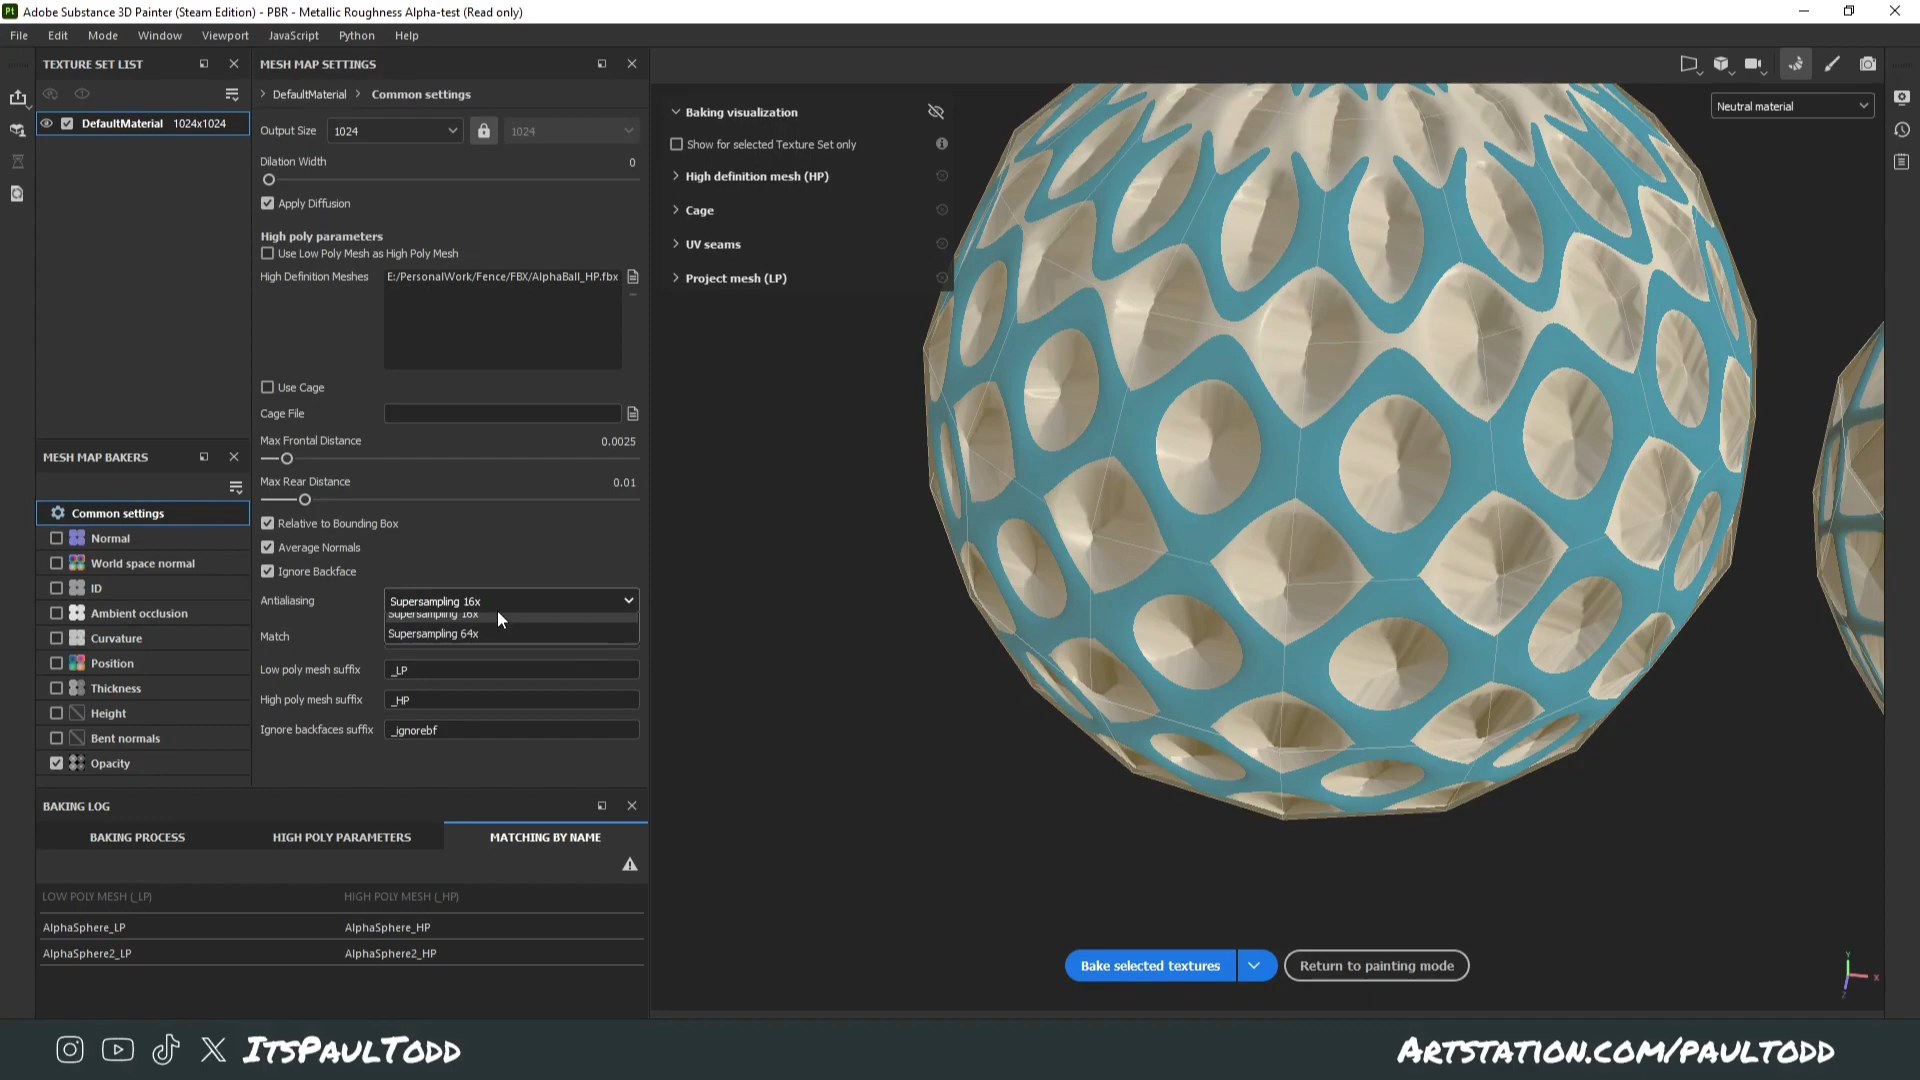 Pt Adobe Substance 3D Painter (Steam Edition) - PBR - Metallic Roughness Alpha-test (Read only)
File Edit Mode Window Viewport JavaScript Python Help
TEXTURE SET LIST
DefaultMaterial 1024x1024
MESH MAP BAKERS
Common settings
Normal
World space normal
ID
Ambient occlusion
Curvature
Position
Thickness
Height
Bent normals
Opacity
MESH MAP SETTINGS
DefaultMaterial > Common settings
Output Size 1024 1024
Dilation Width 0
Apply Diffusion
High poly parameters
Use Low Poly Mesh as High Poly Mesh
High Definition Meshes E:/PersonalWork/Fence/FBX/AlphaBall_HP.fbx
Use Cage
Cage File
Max Frontal Distance 0.0025
Max Rear Distance 0.01
Relative to Bounding Box
Average Normals
Ignore Backface
Antialiasing Supersampling 16x
Supersampling 16x
Supersampling 64x
Match
Low poly mesh suffix _LP
High poly mesh suffix _HP
Ignore backfaces suffix _ignorebf
BAKING LOG
BAKING PROCESS HIGH POLY PARAMETERS MATCHING BY NAME
LOW POLY MESH (_LP) HIGH POLY MESH (_HP)
AlphaSphere_LP AlphaSphere_HP
AlphaSphere2_LP AlphaSphere2_HP
Baking visualization
Show for selected Texture Set only
High definition mesh (HP)
Cage
UV seams
Project mesh (LP)
Neutral material
Bake selected textures Return to painting mode
Y
X
Z
ItsPaulTodd
Artstation.com/paultodd